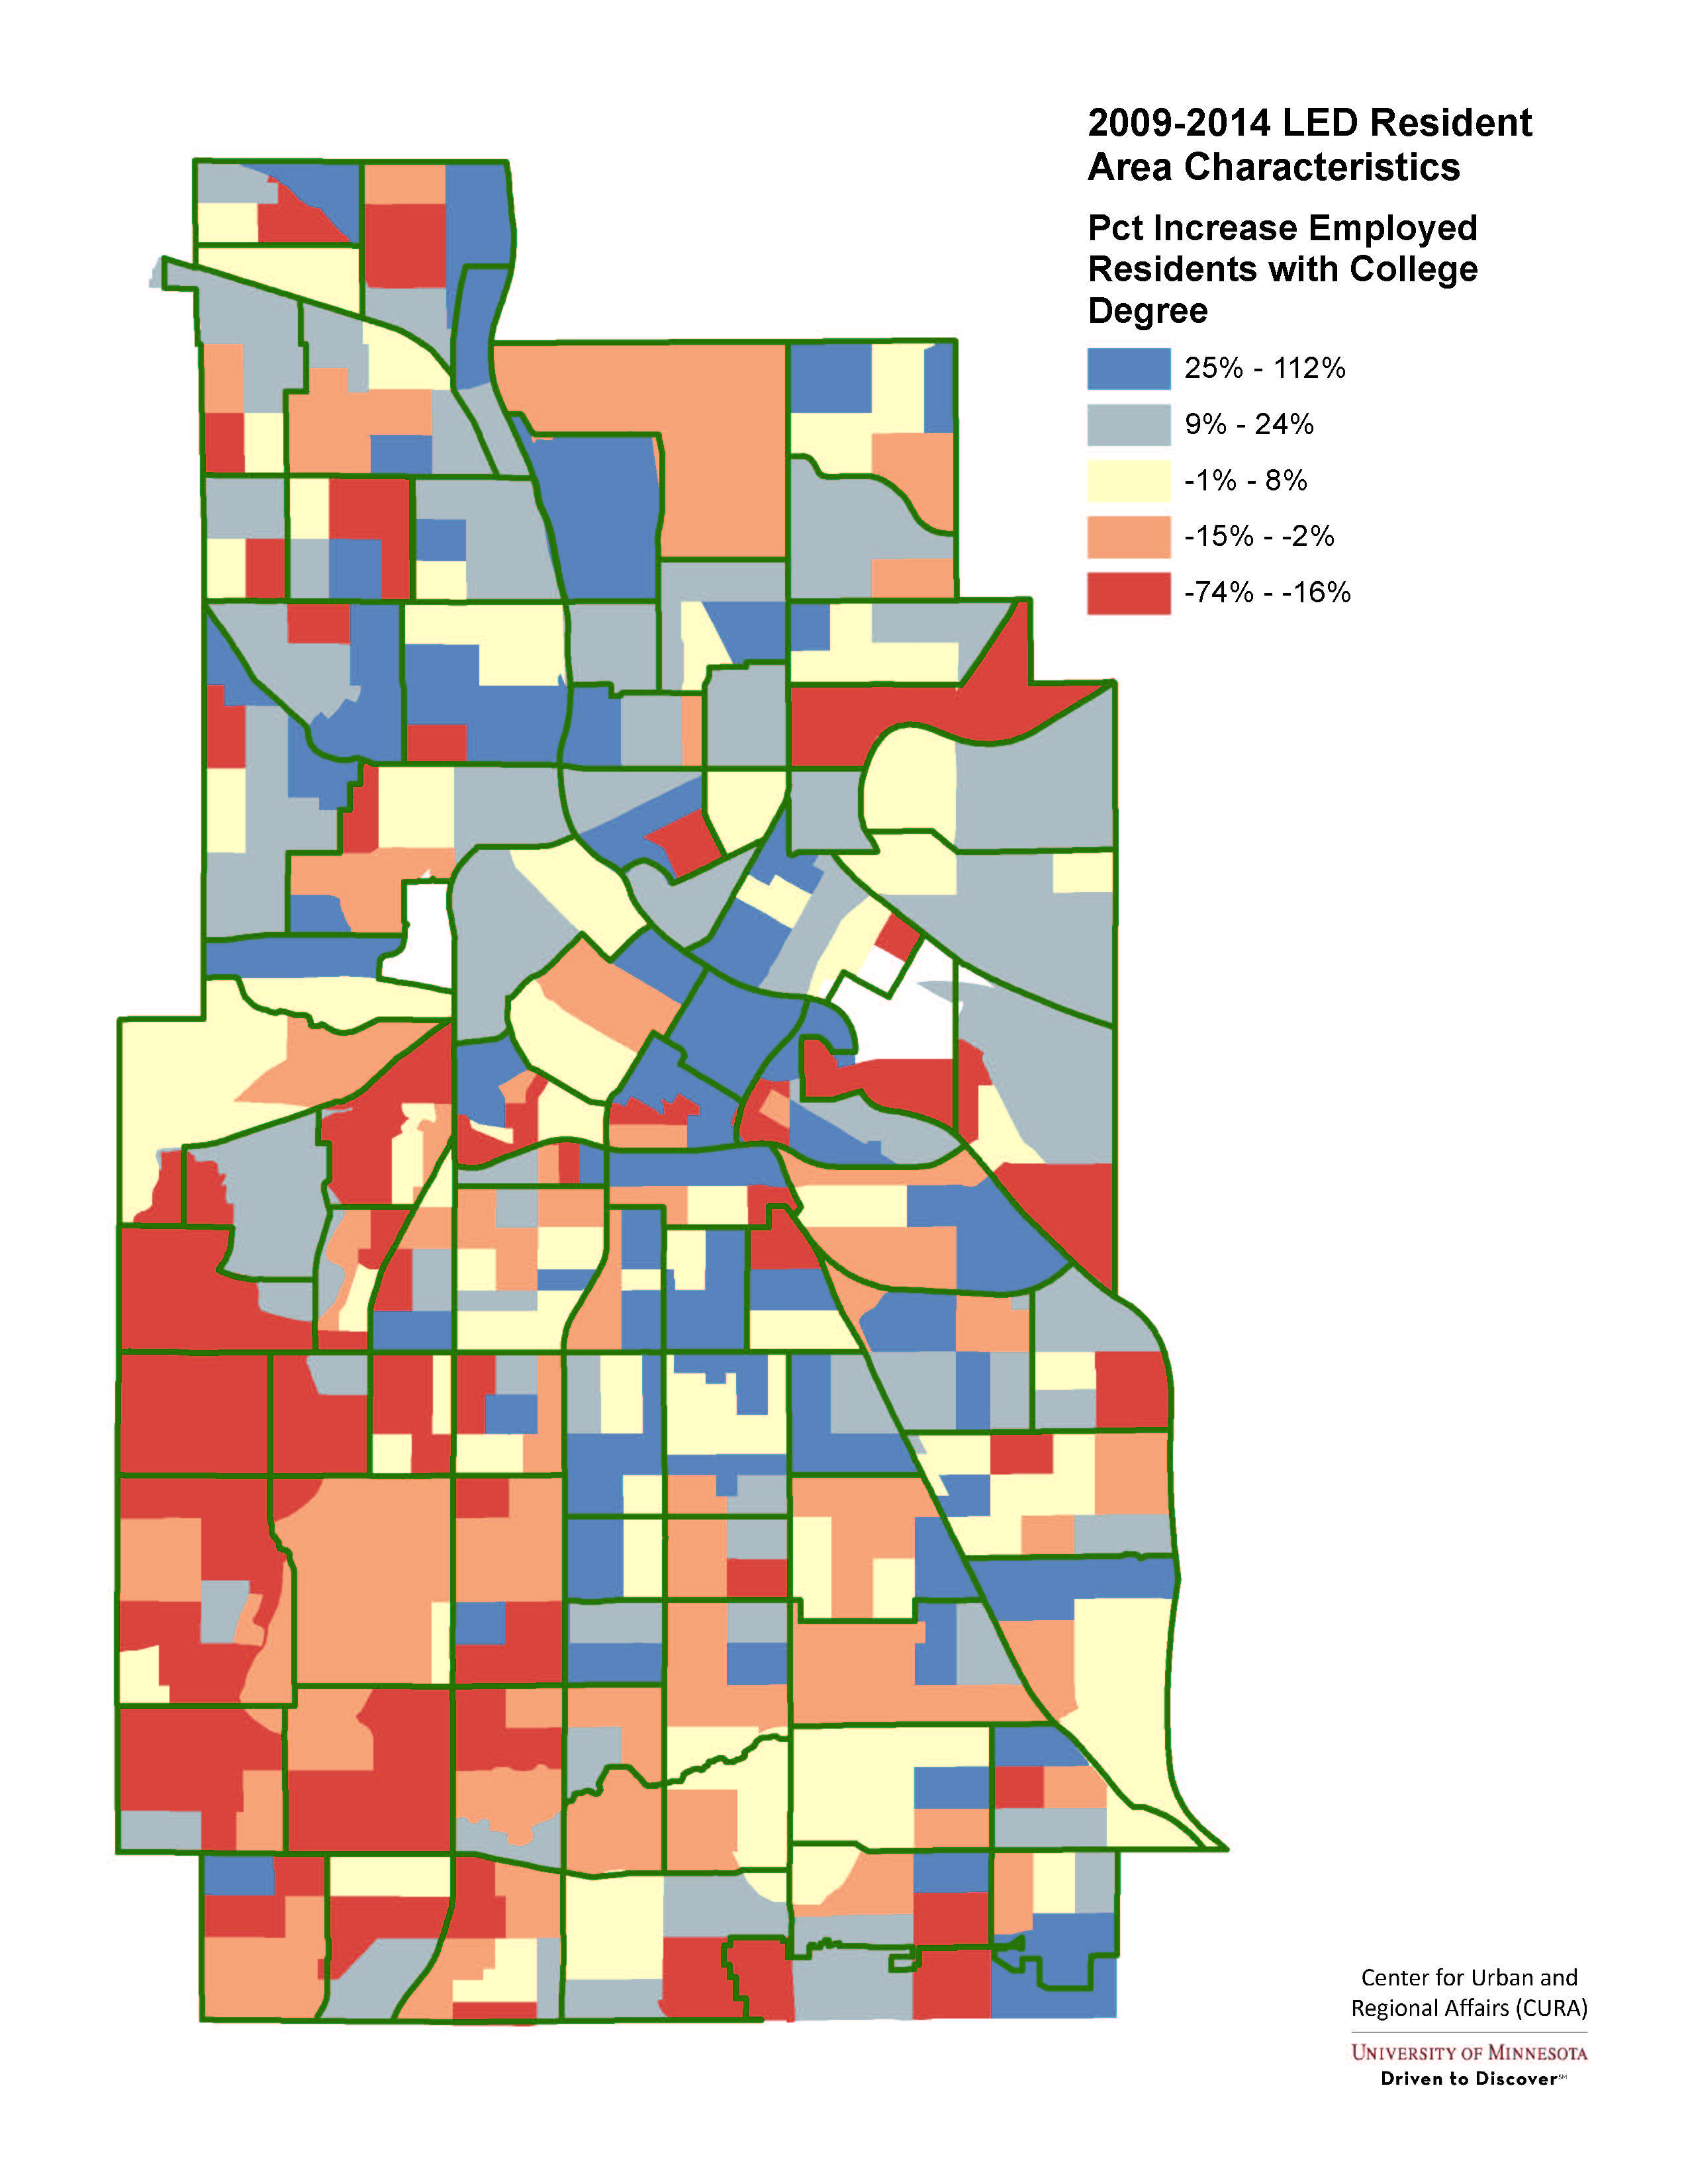 2009-2014 LED Resident
Area Characteristics
Pct Increase Employed
Residents with College
Degree
25% - 112%
9% - 24%
-1% - 8%
-15% - -2%
-74% - -16%
Center for Urban and
Regional Affairs (CURA)
UNIVERSITY OF MINNESOTA
Driven to Discover℠